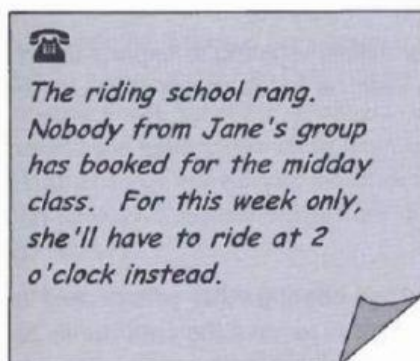 The riding school rang.
Nobody from Jane's group
has booked for the midday
class. For this week only,
she'll have to ride at 2
o'clock instead.